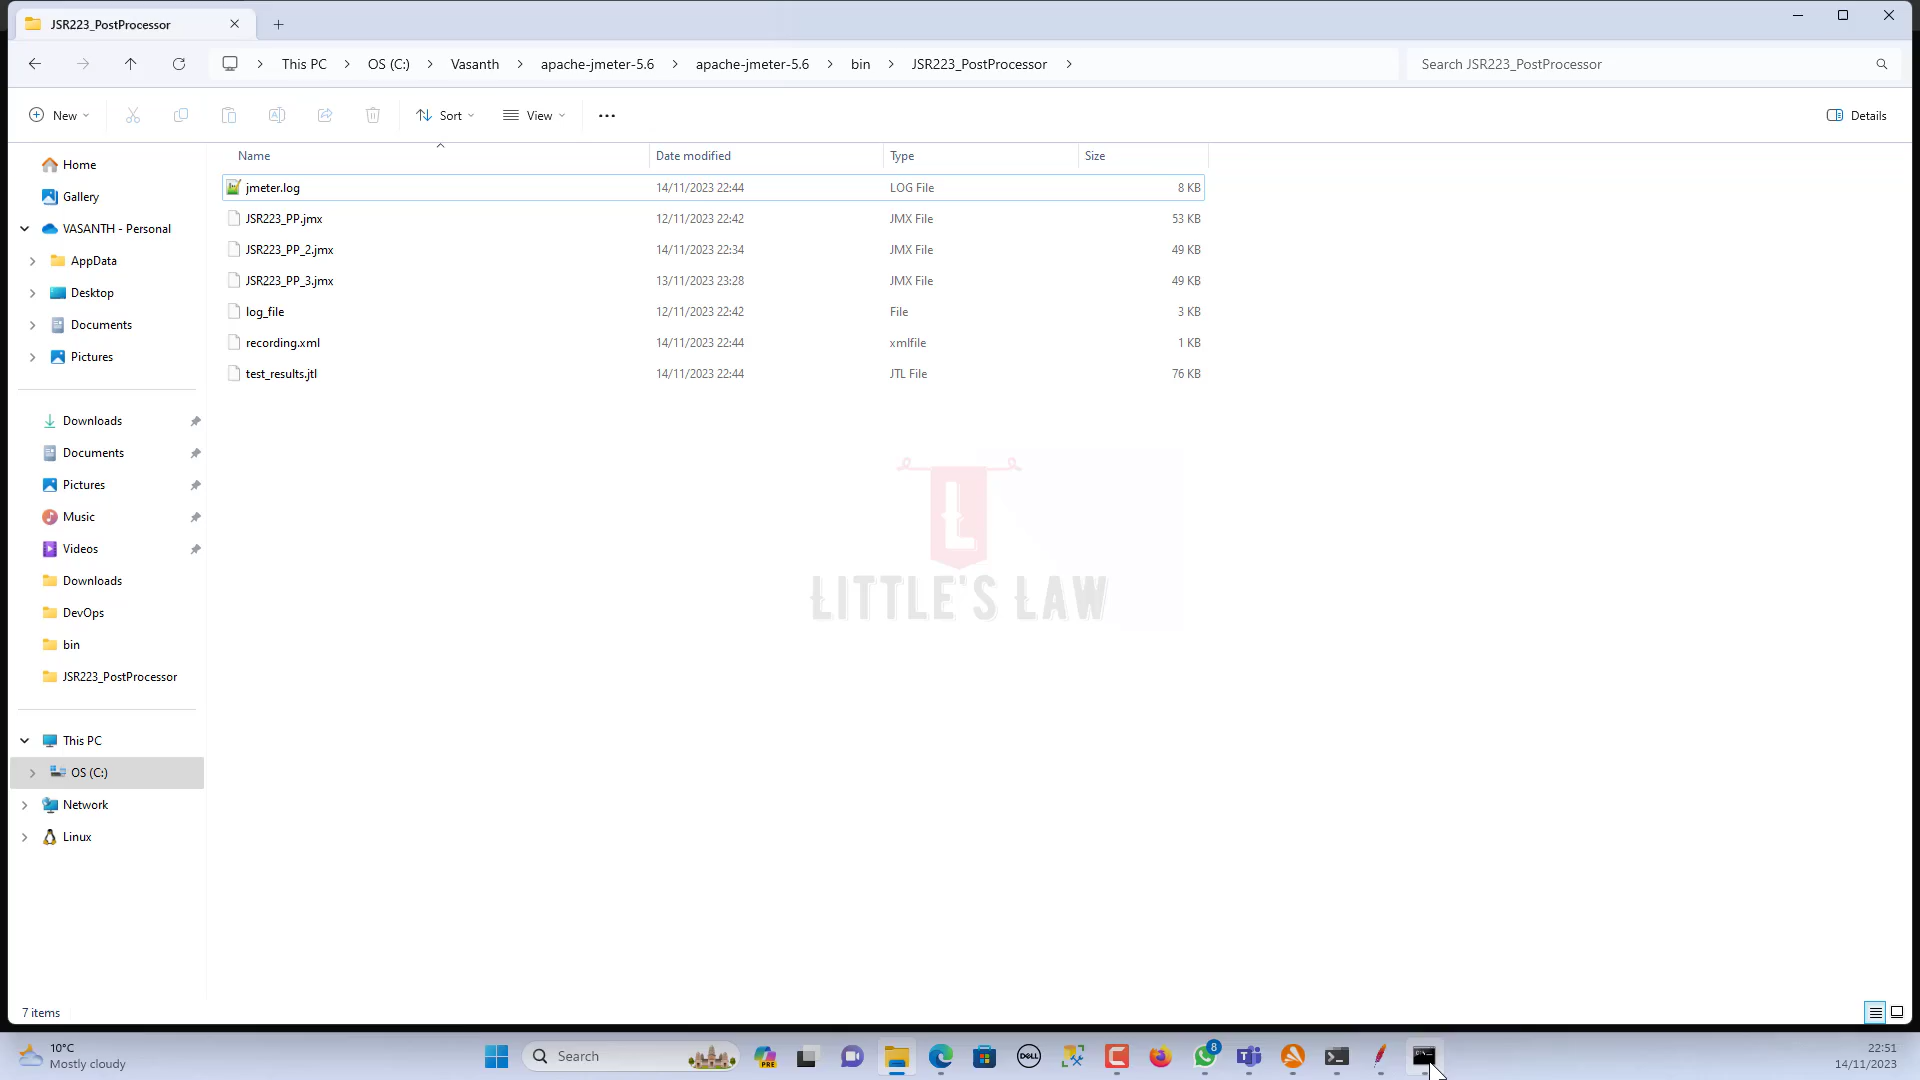 JSR223_PostProcessor
This PC
OS (C:)
Vasanth
apache-jmeter-5.6
apache-jmeter-5.6
bin
JSR223_PostProcessor
Search JSR223_PostProcessor
New
Sort
View
Details
Name
Date modified
Type
Size
jmeter.log 14/11/2023 22:44 LOG File 8 KB
JSR223_PP.jmx 12/11/2023 22:42 JMX File 53 KB
JSR223_PP_2.jmx 14/11/2023 22:34 JMX File 49 KB
JSR223_PP_3.jmx 13/11/2023 23:28 JMX File 49 KB
log_file 12/11/2023 22:42 File 3 KB
recording.xml 14/11/2023 22:44 xmlfile 1 KB
test_results.jtl 14/11/2023 22:44 JTL File 76 KB
Home
Gallery
VASANTH - Personal
AppData
Desktop
Documents
Pictures
Downloads
Documents
Pictures
Music
Videos
Downloads
DevOps
bin
JSR223_PostProcessor
This PC
OS (C:)
Network
Linux
L
LITTLE'S LAW
7 items
10°C
Mostly cloudy
Search
PRE
DELL
8
22:51
14/11/2023